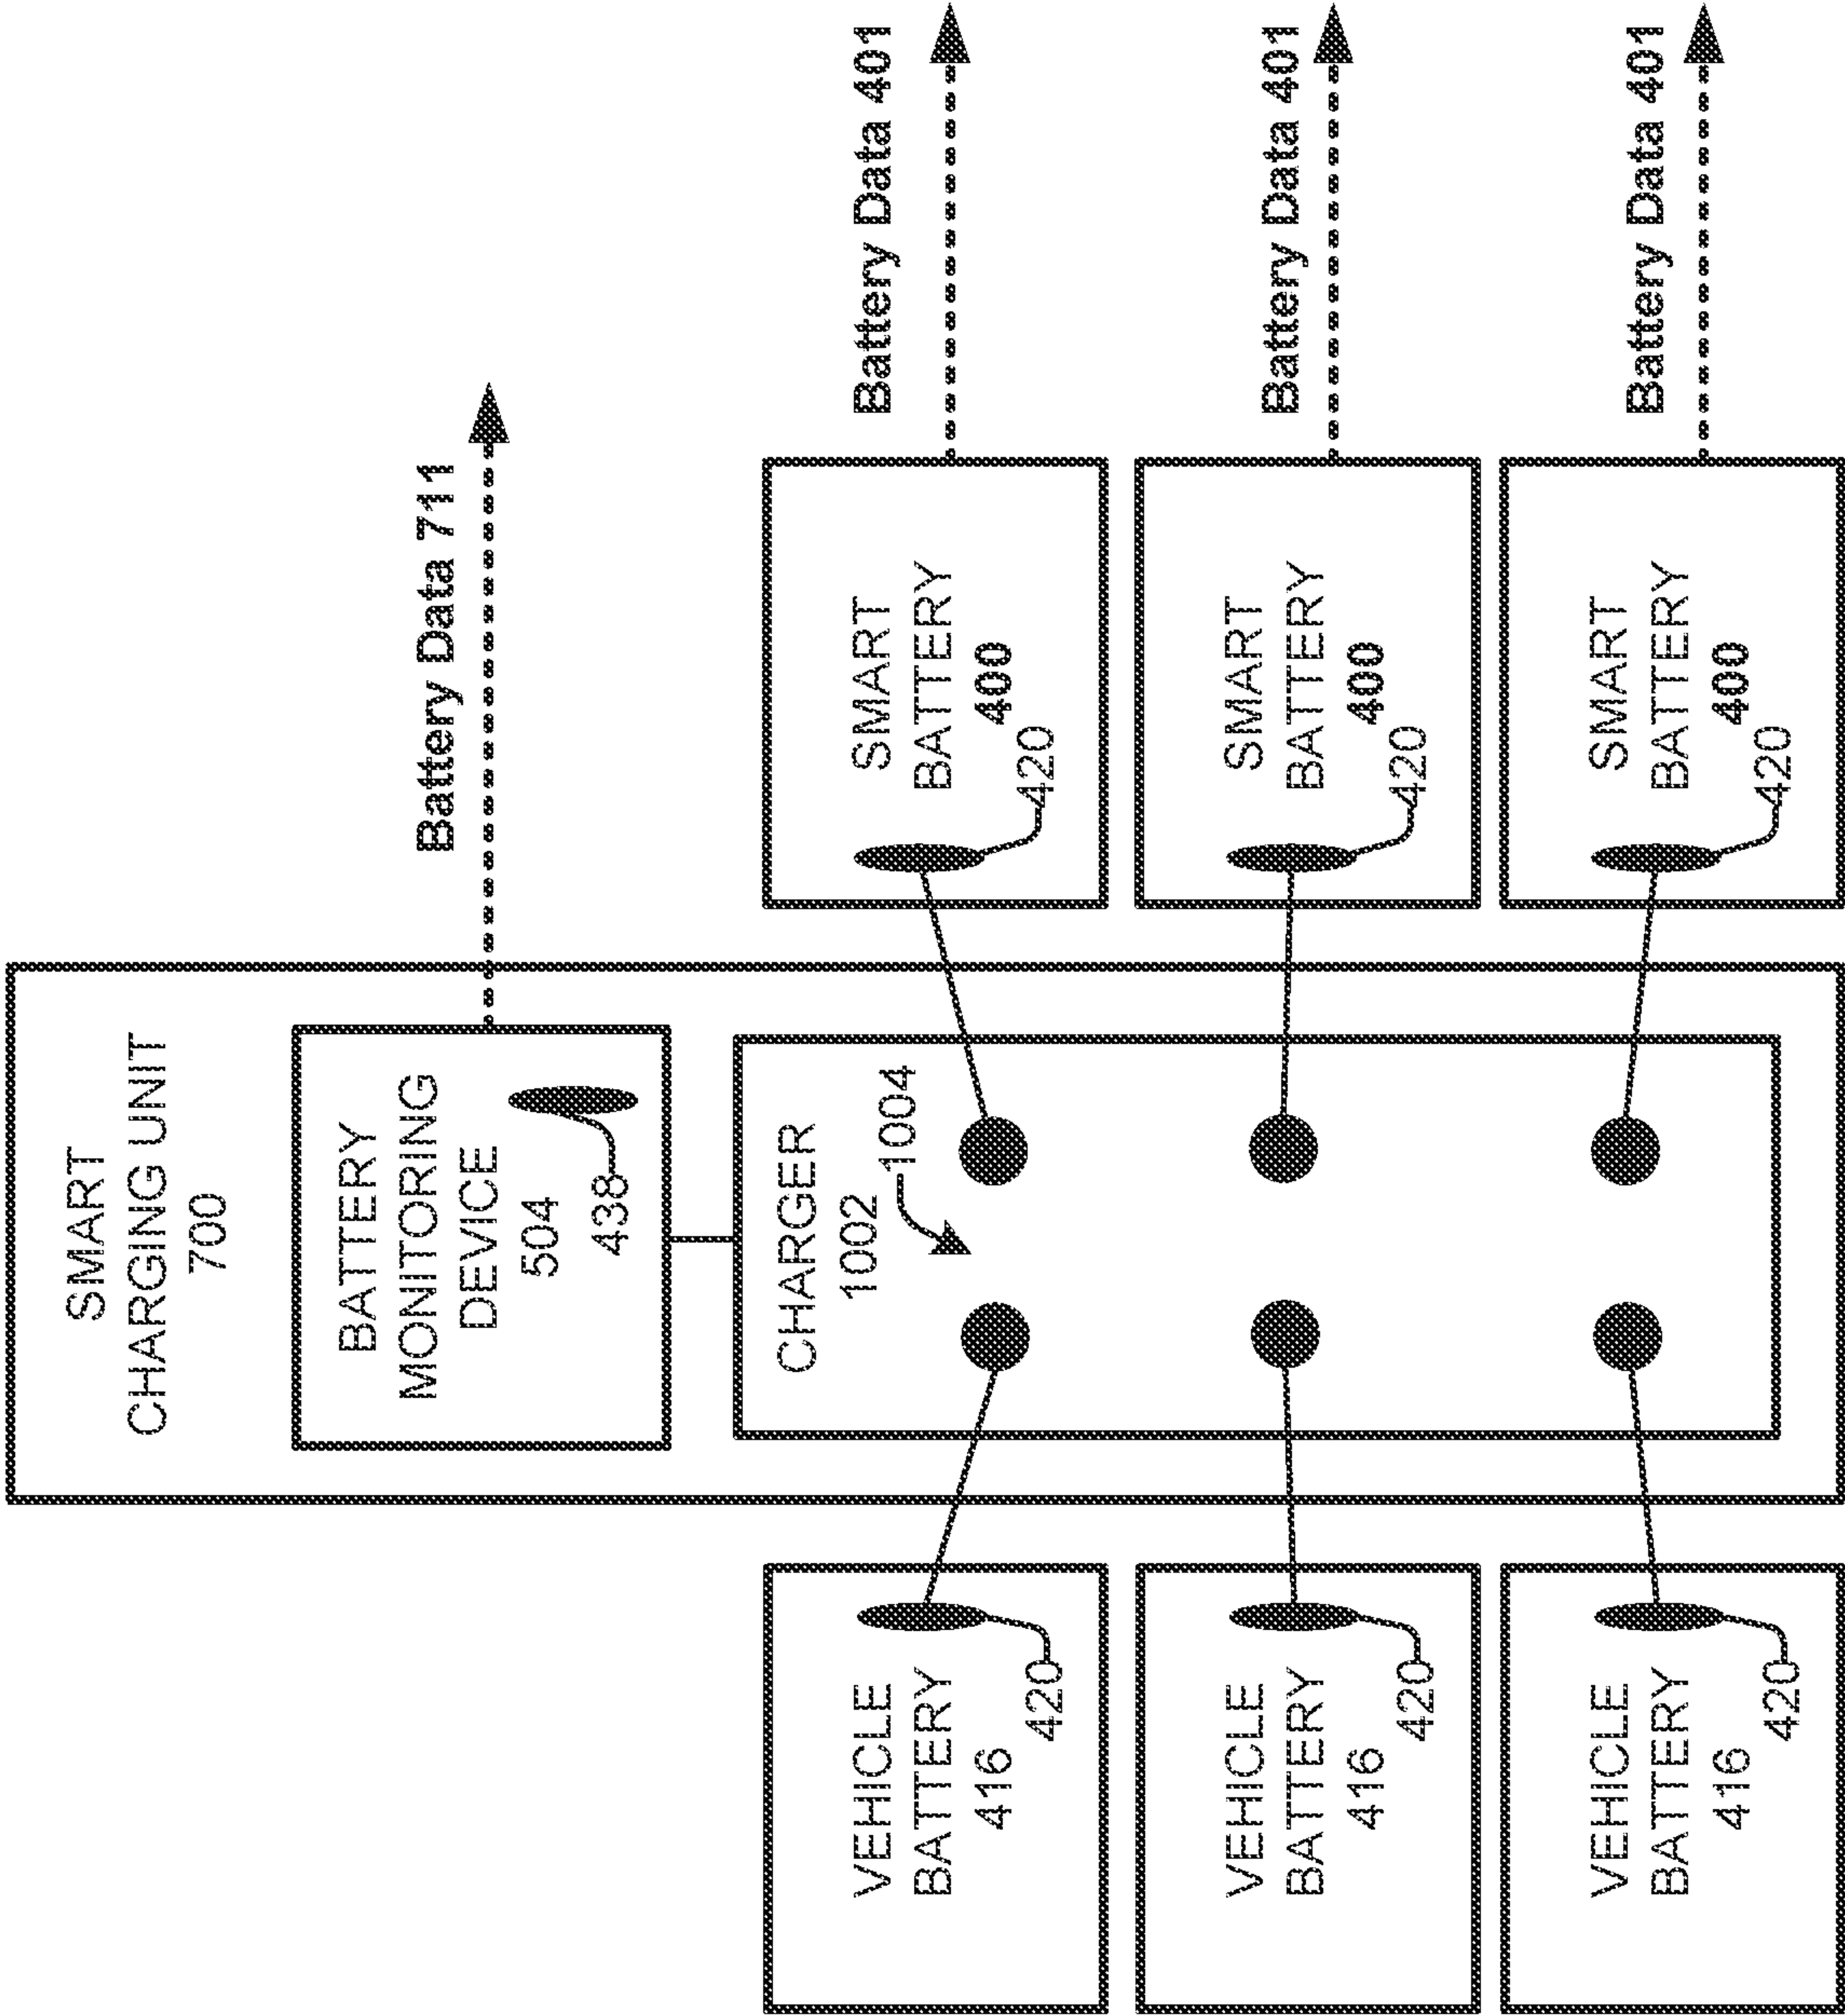 SMART
CHARGING UNIT
700
BATTERY
MONITORING
DEVICE
504
438
Battery Data 711
CHARGER
1002
1004
VEHICLE
BATTERY
416
420
SMART
BATTERY
400
420
Battery Data 401
VEHICLE
BATTERY
416
420
SMART
BATTERY
400
420
Battery Data 401
VEHICLE
BATTERY
416
420
SMART
BATTERY
400
420
Battery Data 401